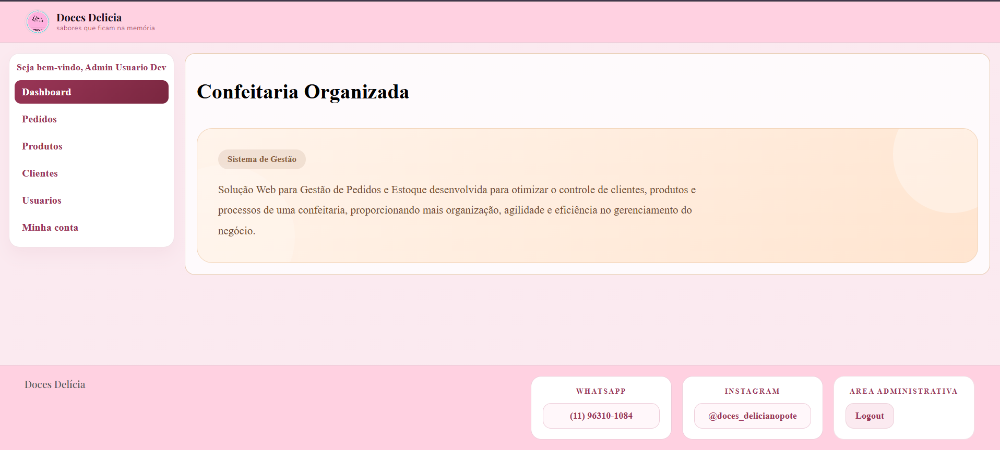 Doces Delicia
sabores que ficam na memória
Seja bem-vindo, Admin Usuario Dev
Dashboard
Pedidos
Produtos
Clientes
Usuarios
Minha conta
Confeitaria Organizada
Sistema de Gestão
Solução Web para Gestão de Pedidos e Estoque desenvolvida para otimizar o controle de clientes, produtos e
processos de uma confeitaria, proporcionando mais organização, agilidade e eficiência no gerenciamento do
negócio.
Doces Delícia
WHATSAPP
(11) 96310-1084
INSTAGRAM
@doces_delicianopote
AREA ADMINISTRATIVA
Logout